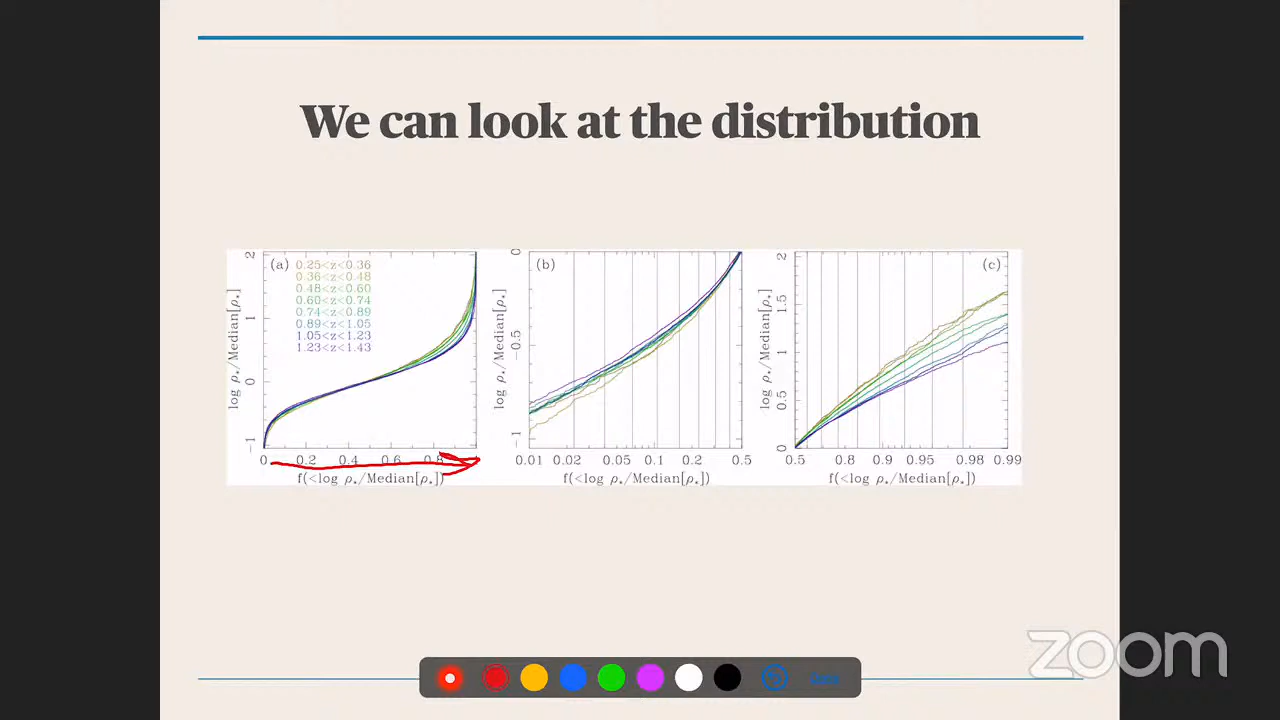 We can look at the distribution
(a)
0.25<z<0.36
0.36<z<0.48
0.48<z<0.60
0.60<z<0.74
0.74<z<0.89
0.89<z<1.05
1.05<z<1.23
1.23<z<1.43
2
1
0
-1
log ρ*/Median[ρ*]
0 0.2 0.4 0.6 0.8
f(<log ρ*/Median[ρ*])
(b)
0
-0.5
-1
log ρ*/Median[ρ*]
0.01 0.02 0.05 0.1 0.2 0.5
f(<log ρ*/Median[ρ*])
(c)
2
1.5
1
0.5
0
log ρ*/Median[ρ*]
0.5 0.8 0.9 0.95 0.98 0.99
f(<log ρ*/Median[ρ*])
zoom